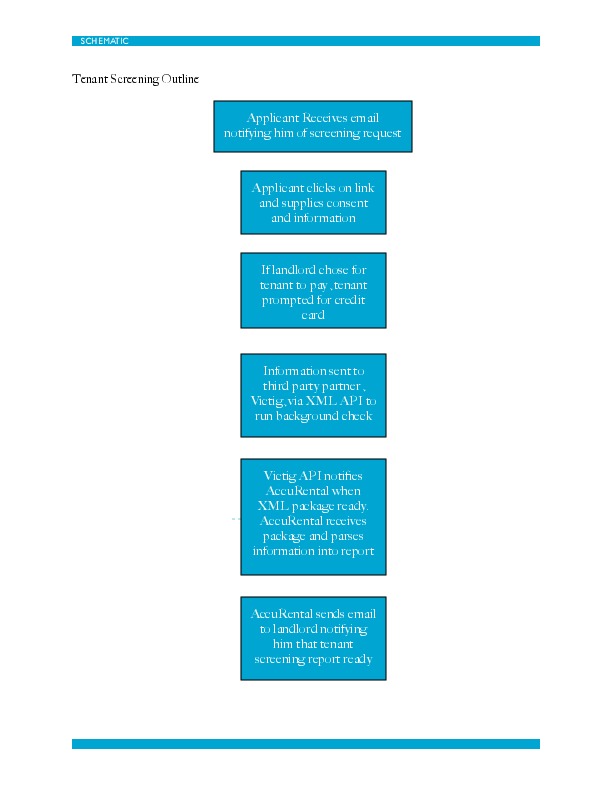 SCHEMATIC
Tenant Screening Outline
Applicant Receives email
notifying him of screening request
Applicant clicks on link
and supplies consent
and information
If landlord chose for
tenant to pay, tenant
prompted for credit
card
Information sent to
third party partner,
Victig, via XML API to
run background check
Victig API notifies
AccuRental when
XML package ready.
AccuRental receives
package and parses
information into report
AccuRental sends email
to landlord notifying
him that tenant
screening report ready